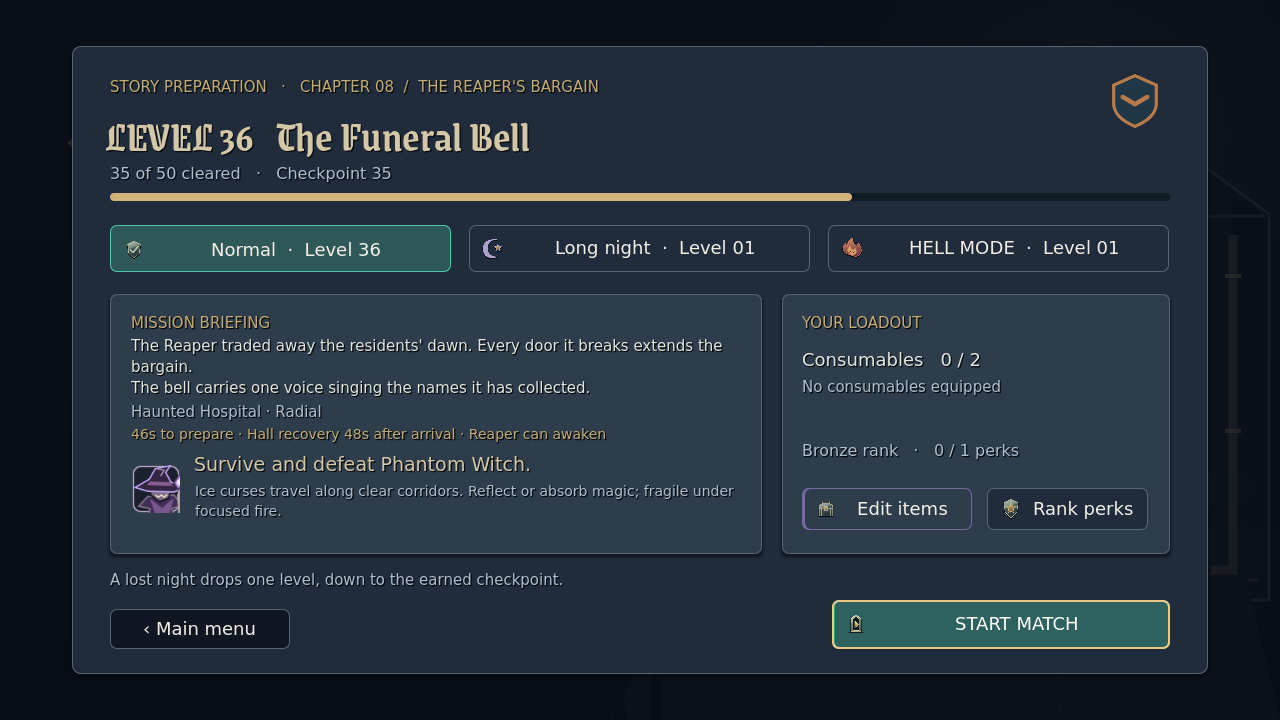 STORY PREPARATION · CHAPTER 08 / THE REAPER'S BARGAIN
LEVEL 36 The Funeral Bell
35 of 50 cleared · Checkpoint 35
Normal · Level 36
Long night · Level 01
HELL MODE · Level 01
MISSION BRIEFING
The Reaper traded away the residents' dawn. Every door it breaks extends the
bargain.
The bell carries one voice singing the names it has collected.
Haunted Hospital · Radial
46s to prepare · Hall recovery 48s after arrival · Reaper can awaken
Survive and defeat Phantom Witch.
Ice curses travel along clear corridors. Reflect or absorb magic; fragile under
focused fire.
YOUR LOADOUT
Consumables 0 / 2
No consumables equipped
Bronze rank · 0 / 1 perks
Edit items
Rank perks
A lost night drops one level, down to the earned checkpoint.
‹ Main menu
START MATCH